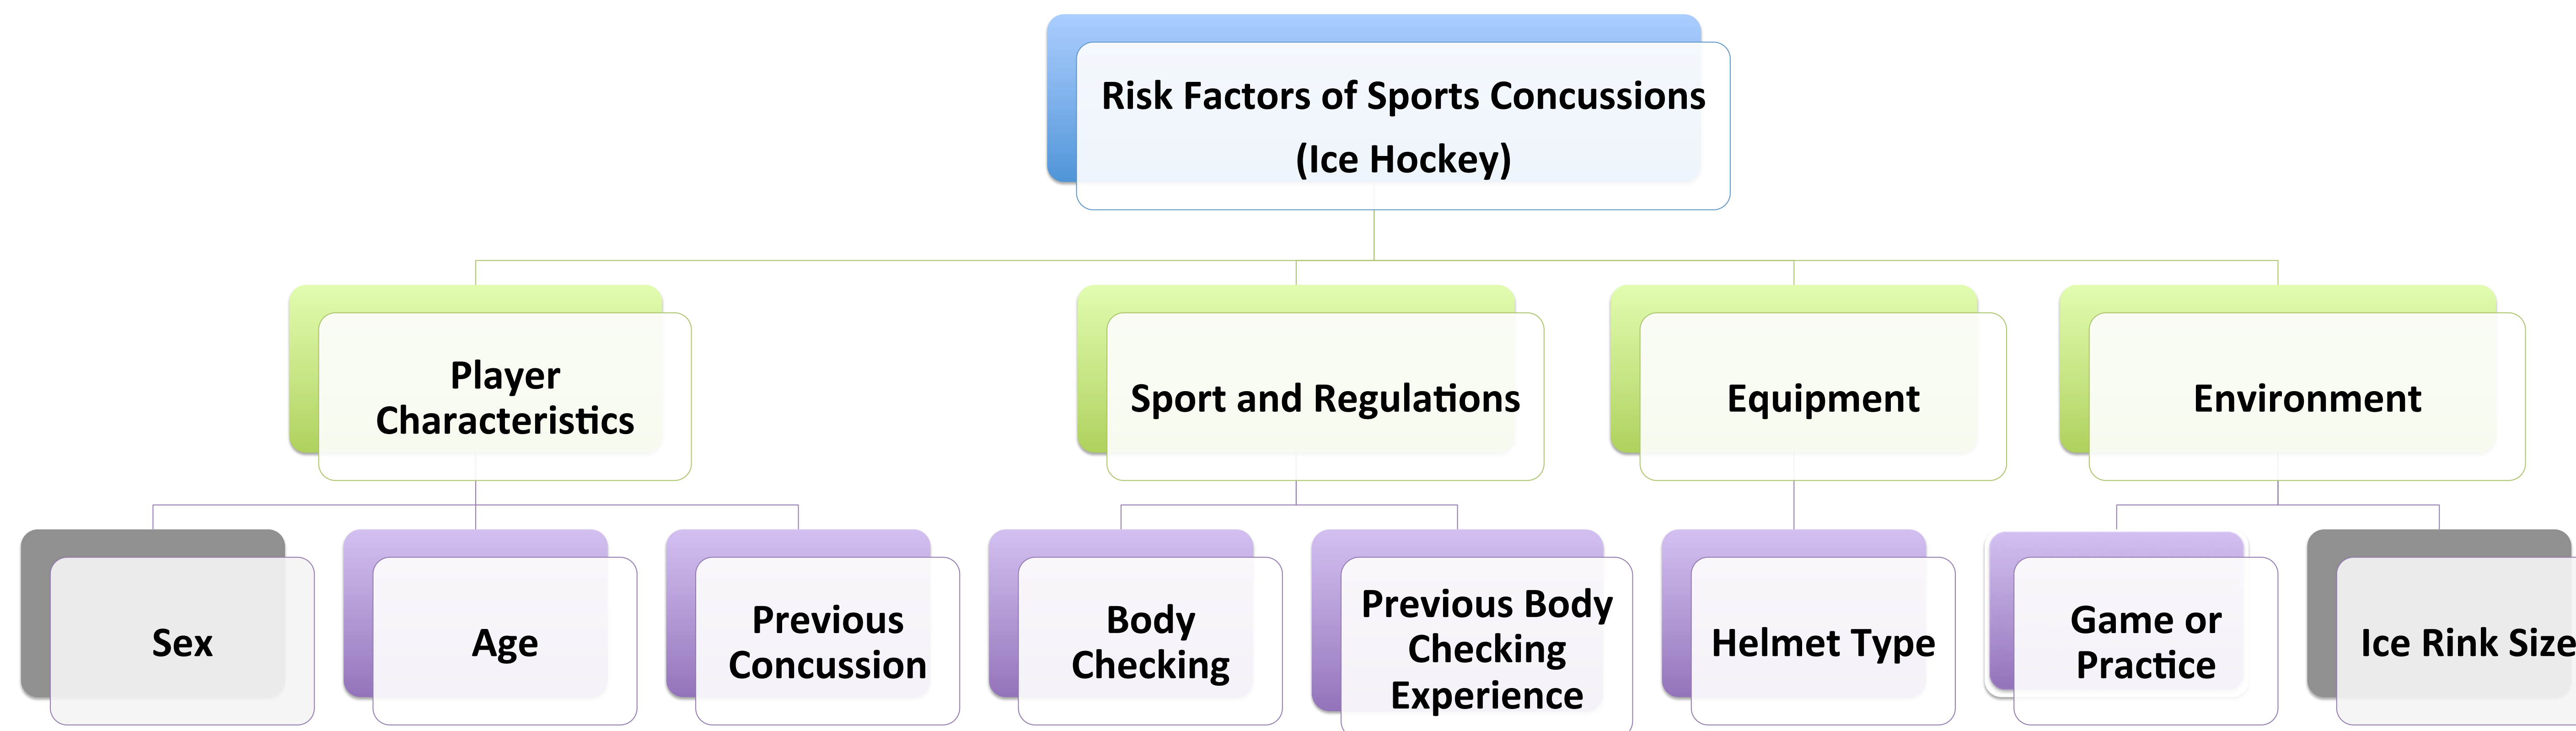 Risk Factors of Sports Concussions
(Ice Hockey)
Player
Characteristics
Sport and Regulations
Equipment
Environment
Sex
Age
Previous
Concussion
Body
Checking
Previous Body
Checking
Experience
Helmet Type
Game or
Practice
Ice Rink Size